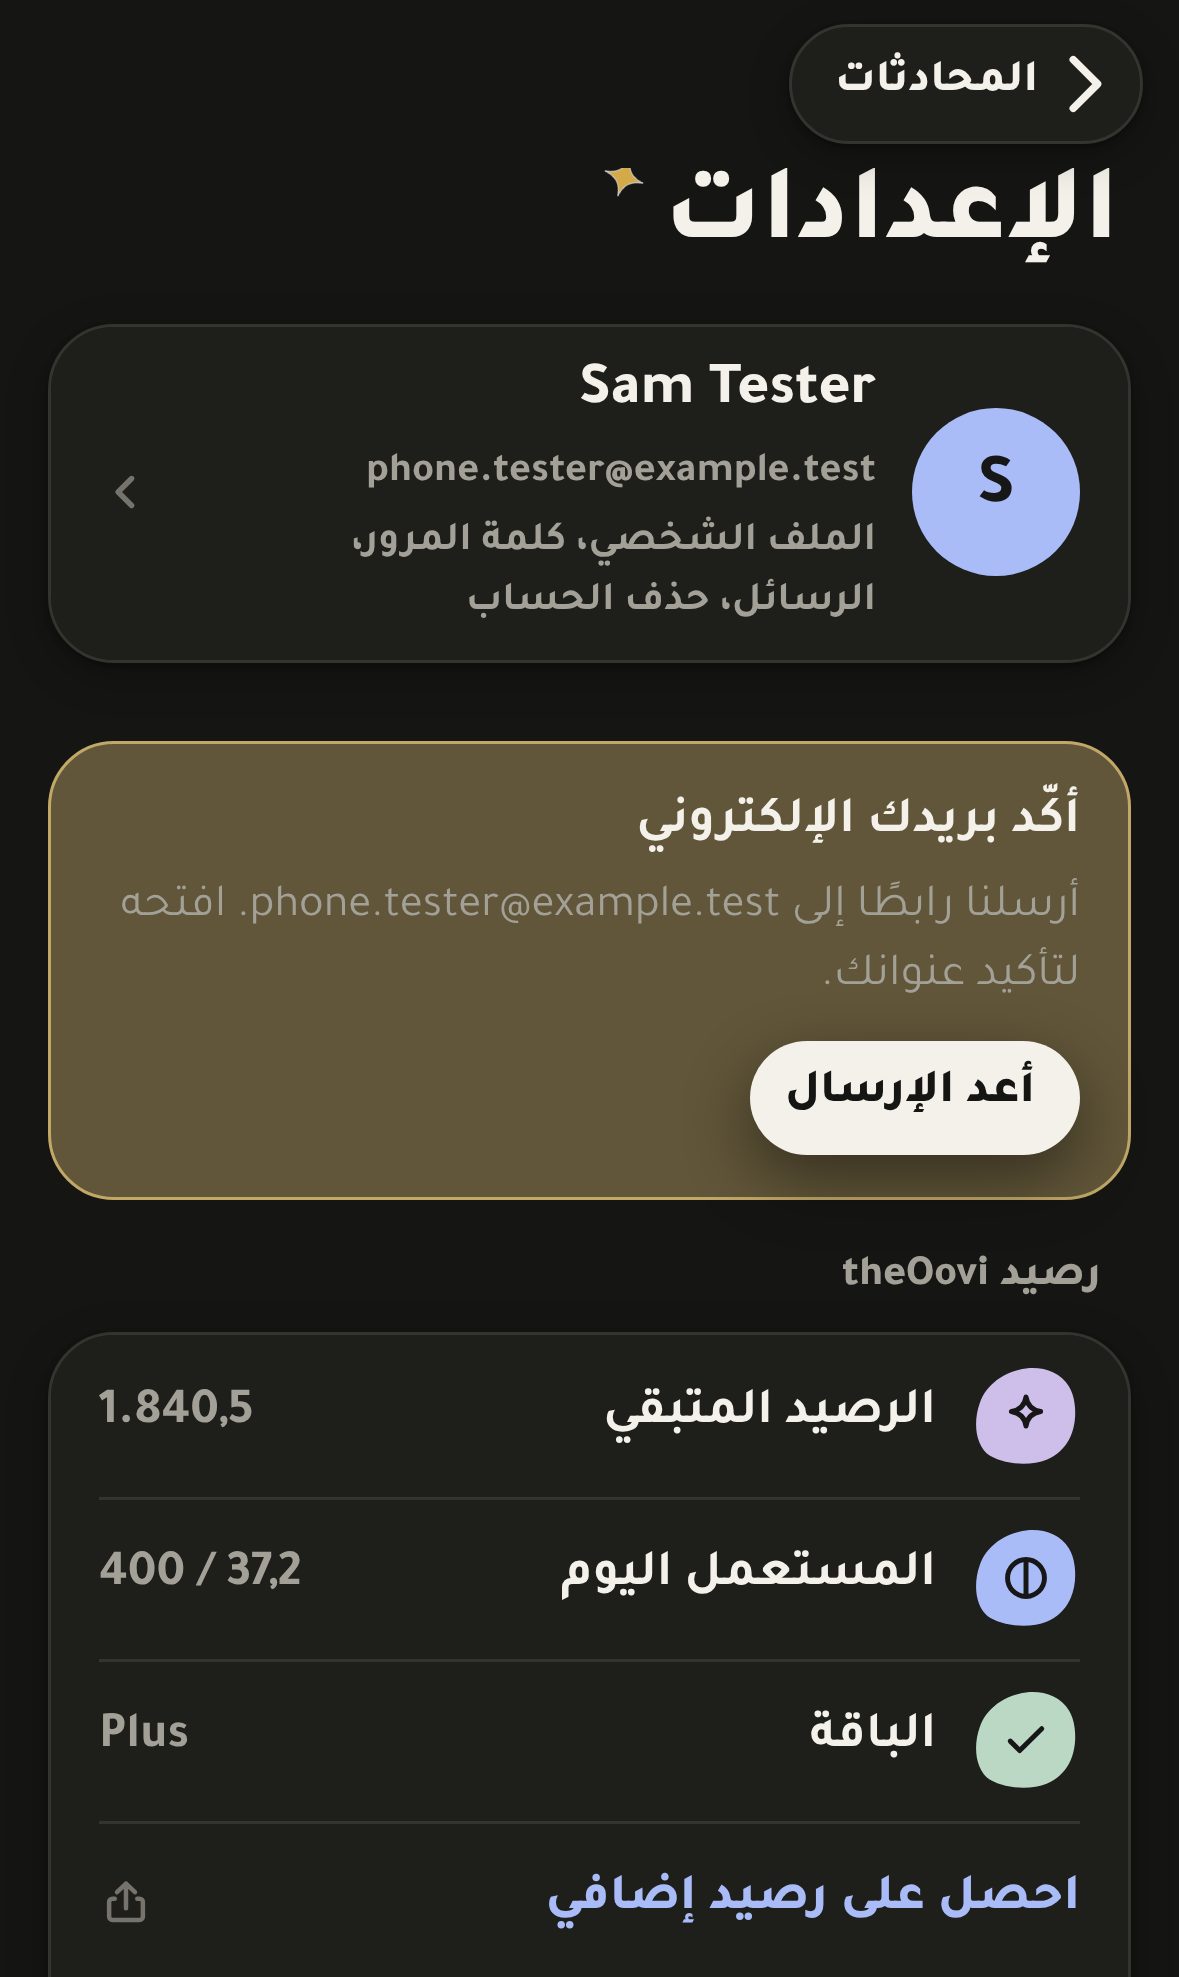 المحادثات
الإعدادات
S
Sam Tester
phone.tester@example.test
الملف الشخصي، كلمة المرور،
الرسائل، حذف الحساب
أكّد بريدك الإلكتروني
أرسلنا رابطًا إلى phone.tester@example.test. افتحه
لتأكيد عنوانك.
أعد الإرسال
رصيد theOovi
الرصيد المتبقي 1.840,5
المستعمل اليوم 37,2 / 400
الباقة Plus
احصل على رصيد إضافي